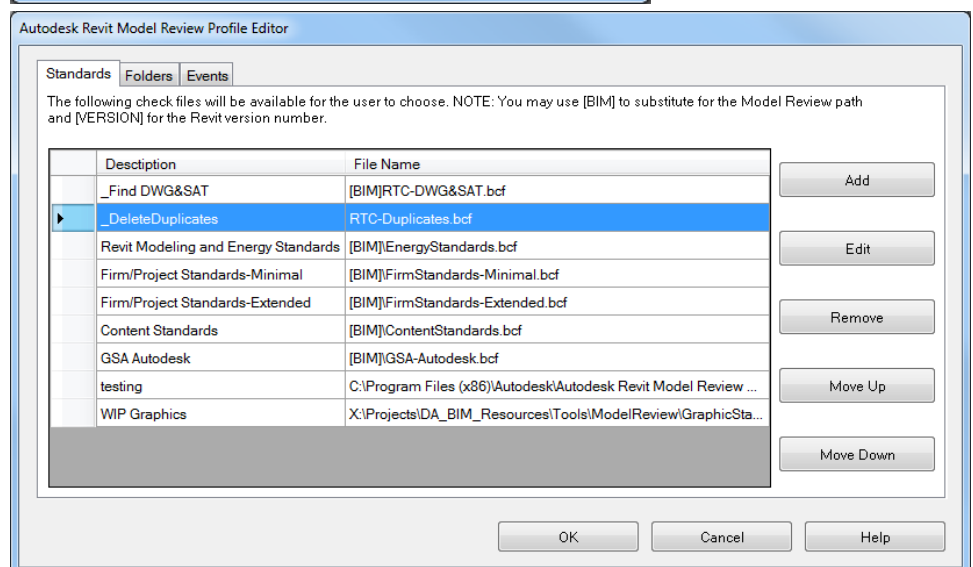 Autodesk Revit Model Review Profile Editor
Standards Folders Events
The following check files will be available for the user to choose. NOTE: You may use [BIM] to substitute for the Model Review path
and [VERSION] for the Revit version number.
Desctiption File Name
_Find DWG&SAT [BIM]RTC-DWG&SAT.bcf
_DeleteDuplicates RTC-Duplicates.bcf
Revit Modeling and Energy Standards [BIM]\EnergyStandards.bcf
Firm/Project Standards-Minimal [BIM]\FirmStandards-Minimal.bcf
Firm/Project Standards-Extended [BIM]\FirmStandards-Extended.bcf
Content Standards [BIM]\ContentStandards.bcf
GSA Autodesk [BIM]\GSA-Autodesk.bcf
testing C:\Program Files (x86)\Autodesk\Autodesk Revit Model Review ...
WIP Graphics X:\Projects\DA_BIM_Resources\Tools\ModelReview\GraphicSta...
Add
Edit
Remove
Move Up
Move Down
OK Cancel Help